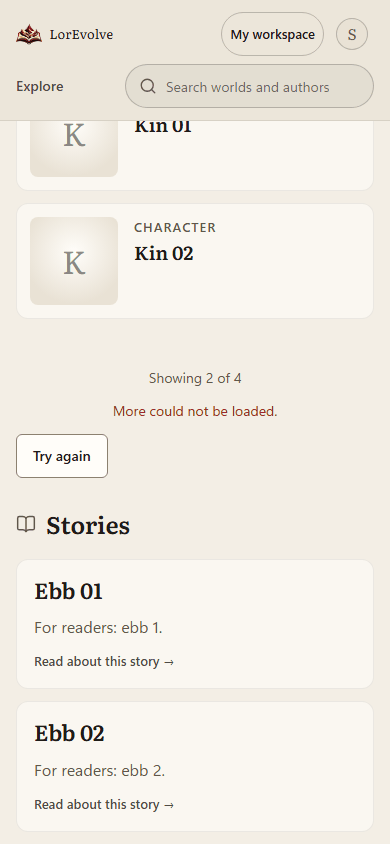 LorEvolve
My workspace
S
Explore
Search worlds and authors
K
Kin 01
K
CHARACTER
Kin 02
Showing 2 of 4
More could not be loaded.
Try again
Stories
Ebb 01
For readers: ebb 1.
Read about this story →
Ebb 02
For readers: ebb 2.
Read about this story →